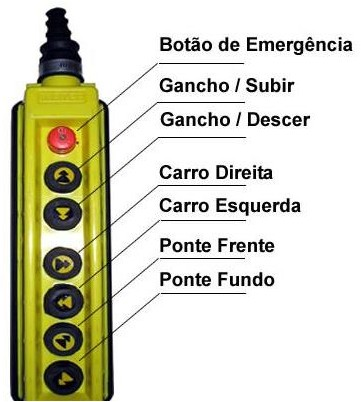 Botão de Emergência
Gancho / Subir
Gancho / Descer
Carro Direita
Carro Esquerda
Ponte Frente
Ponte Fundo